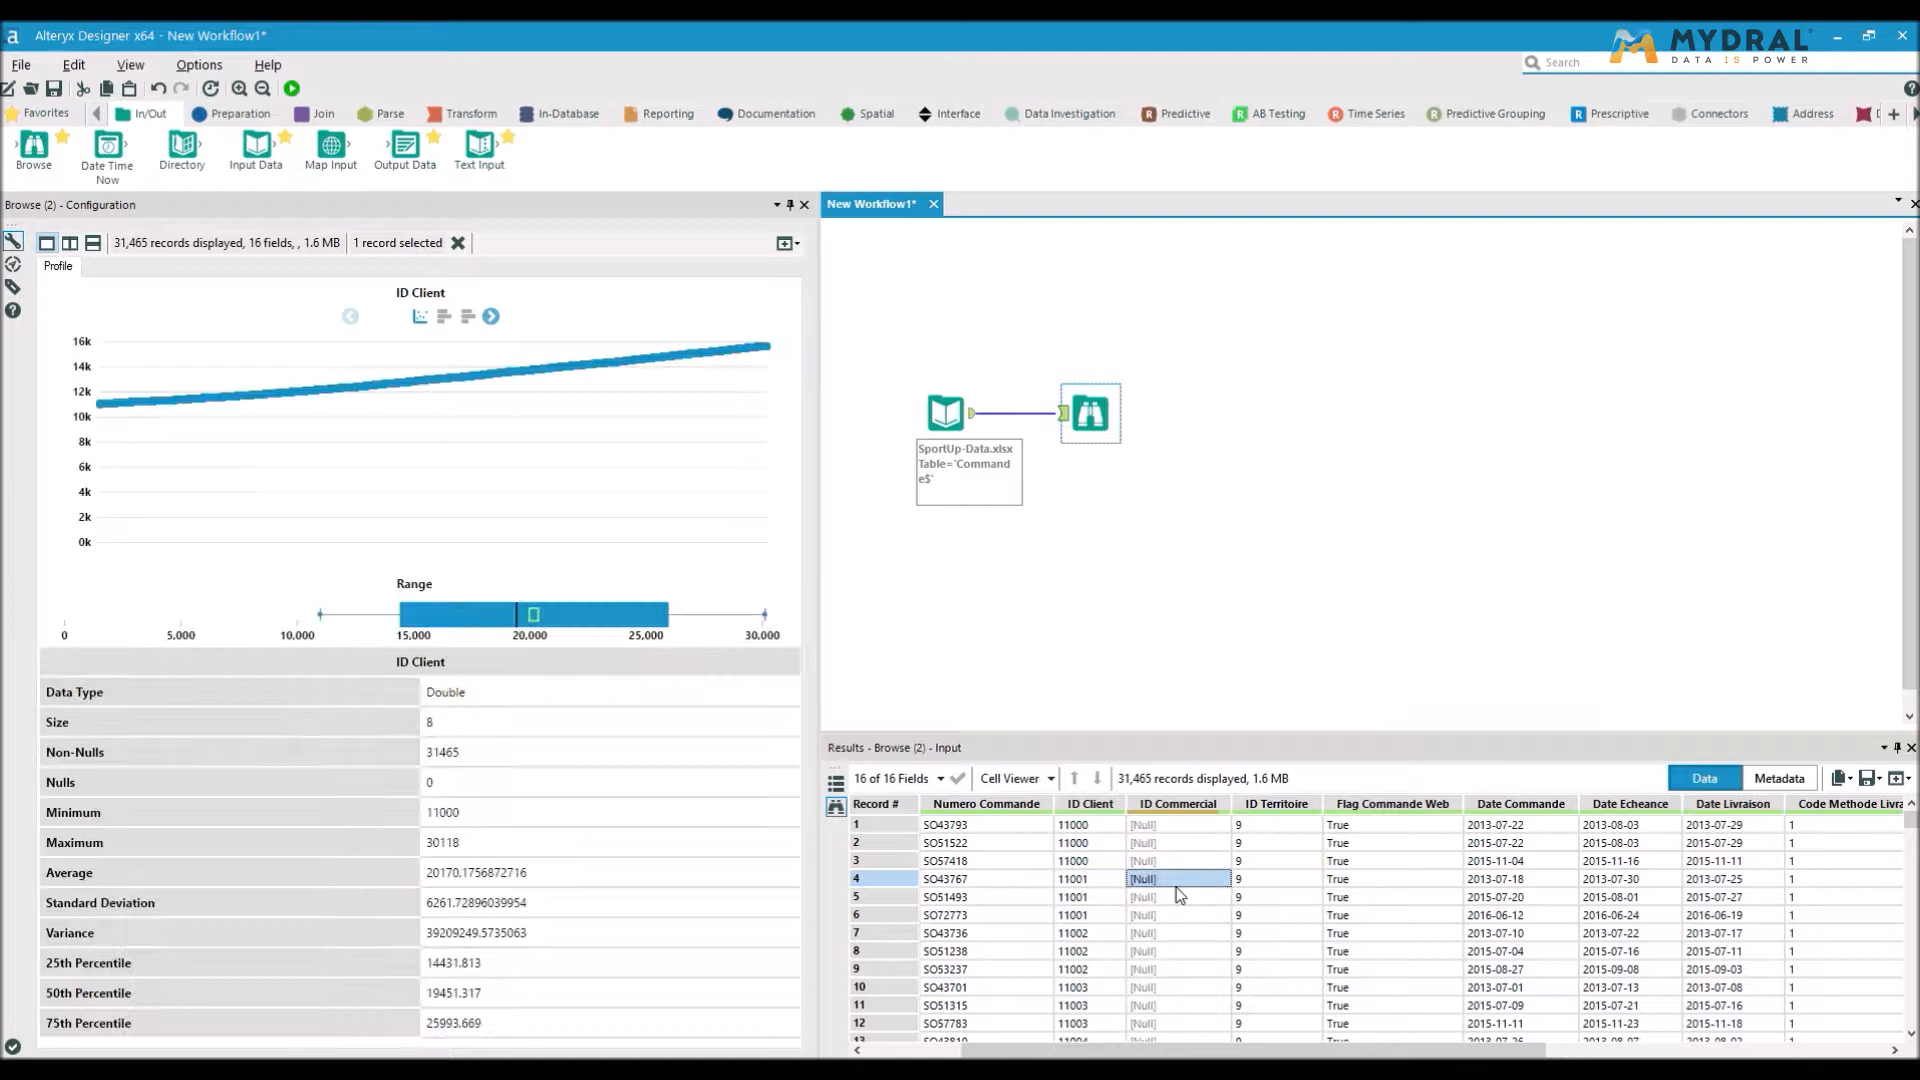 a Alteryx Designer x64 - New Workflow1*
MYDRAL
DATA IS POWER
File Edit View Options Help
Search
Favorites In/Out Preparation Join Parse Transform In-Database Reporting Documentation Spatial Interface Data Investigation Predictive AB Testing Time Series Predictive Grouping Prescriptive Connectors Address
Browse Date Time Now Directory Input Data Map Input Output Data Text Input
Browse (2) - Configuration
31,465 records displayed, 16 fields, , 1.6 MB 1 record selected
Profile
ID Client
16k
14k
12k
10k
8k
6k
4k
2k
0k
Range
0 5,000 10,000 15,000 20,000 25,000 30,000
ID Client
Data Type Double
Size 8
Non-Nulls 31465
Nulls 0
Minimum 11000
Maximum 30118
Average 20170.1756872716
Standard Deviation 6261.72896039954
Variance 39209249.5735063
25th Percentile 14431.813
50th Percentile 19451.317
75th Percentile 25993.669
New Workflow1*
SportUp-Data.xlsx
Table=`Command
e$`
Results - Browse (2) - Input
16 of 16 Fields Cell Viewer 31,465 records displayed, 1.6 MB Data Metadata
Record # Numero Commande ID Client ID Commercial ID Territoire Flag Commande Web Date Commande Date Echeance Date Livraison Code Methode Livra
1 SO43793 11000 [Null] 9 True 2013-07-22 2013-08-03 2013-07-29 1
2 SO51522 11000 [Null] 9 True 2015-07-22 2015-08-03 2015-07-29 1
3 SO57418 11000 [Null] 9 True 2015-11-04 2015-11-16 2015-11-11 1
4 SO43767 11001 [Null] 9 True 2013-07-18 2013-07-30 2013-07-25 1
5 SO51493 11001 [Null] 9 True 2015-07-20 2015-08-01 2015-07-27 1
6 SO72773 11001 [Null] 9 True 2016-06-12 2016-06-24 2016-06-19 1
7 SO43736 11002 [Null] 9 True 2013-07-10 2013-07-22 2013-07-17 1
8 SO51238 11002 [Null] 9 True 2015-07-04 2015-07-16 2015-07-11 1
9 SO53237 11002 [Null] 9 True 2015-08-27 2015-09-08 2015-09-03 1
10 SO43701 11003 [Null] 9 True 2013-07-01 2013-07-13 2013-07-08 1
11 SO51315 11003 [Null] 9 True 2015-07-09 2015-07-21 2015-07-16 1
12 SO57783 11003 [Null] 9 True 2015-11-11 2015-11-23 2015-11-18 1